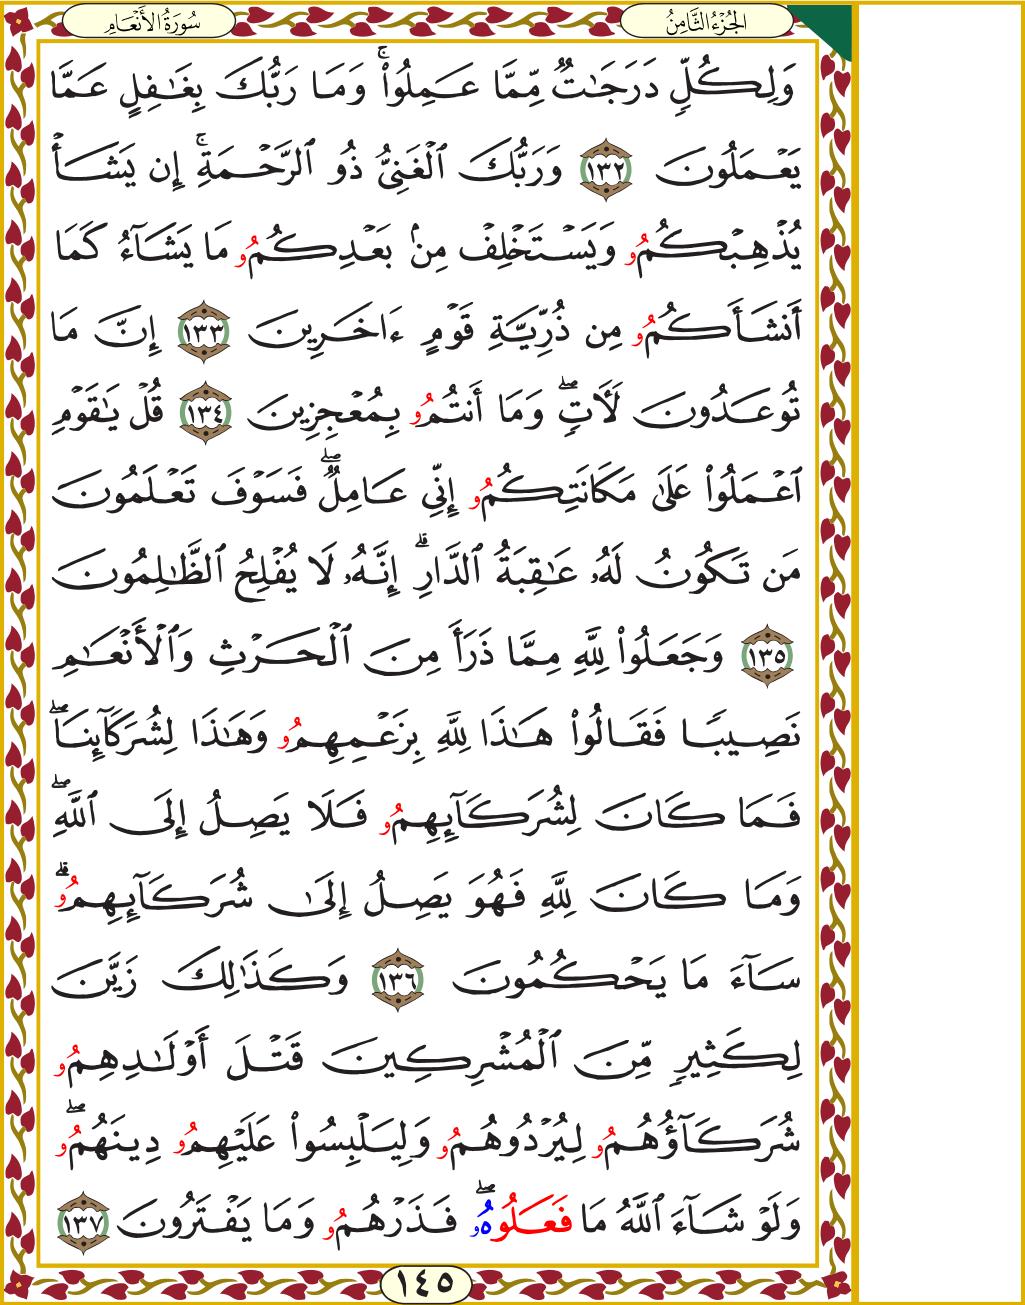 الجُزْءُ الثَّامِنُ
سُورَةُ الأَنْعَامِ
وَلِكُلٍّ دَرَجَٰتٌ مِّمَّا عَمِلُوا۟ۚ وَمَا رَبُّكَ بِغَٰفِلٍ عَمَّا
يَعْمَلُونَ ١٣٢ وَرَبُّكَ ٱلْغَنِىُّ ذُو ٱلرَّحْمَةِۚ إِن يَشَأْ
يُذْهِبْكُمُۥ وَيَسْتَخْلِفْ مِنۢ بَعْدِكُمُۥ مَا يَشَآءُ كَمَا
أَنشَأَكُمُۥ مِن ذُرِّيَّةِ قَوْمٍ ءَاخَرِينَ ١٣٣ إِنَّ مَا
تُوعَدُونَ لَأَتٍۖ وَمَا أَنتُمُۥ بِمُعْجِزِينَ ١٣٤ قُلْ يَٰقَوْمِ
ٱعْمَلُوا۟ عَلَىٰ مَكَانَتِكُمُۥ إِنِّى عَامِلٌۖ فَسَوْفَ تَعْلَمُونَ
مَن تَكُونُ لَهُۥ عَٰقِبَةُ ٱلدَّارِۗ إِنَّهُۥ لَا يُفْلِحُ ٱلظَّٰلِمُونَ
١٣٥ وَجَعَلُوا۟ لِلَّهِ مِمَّا ذَرَأَ مِنَ ٱلْحَرْثِ وَٱلْأَنْعَٰمِ
نَصِيبًا فَقَالُوا۟ هَٰذَا لِلَّهِ بِزَعْمِهِمُۥ وَهَٰذَا لِشُرَكَآئِنَاۖ
فَمَا كَانَ لِشُرَكَآئِهِمُۥ فَلَا يَصِلُ إِلَى ٱللَّهِۖ
وَمَا كَانَ لِلَّهِ فَهُوَ يَصِلُ إِلَىٰ شُرَكَآئِهِمُۥۗ
سَآءَ مَا يَحْكُمُونَ ١٣٦ وَكَذَٰلِكَ زَيَّنَ
لِكَثِيرٍ مِّنَ ٱلْمُشْرِكِينَ قَتْلَ أَوْلَٰدِهِمُۥ
شُرَكَآؤُهُمُۥ لِيُرْدُوهُمُۥ وَلِيَلْبِسُوا۟ عَلَيْهِمُۥ دِينَهُمُۥۖ
وَلَوْ شَآءَ ٱللَّهُ مَا فَعَلُوهُۥۖ فَذَرْهُمُۥ وَمَا يَفْتَرُونَ ١٣٧
١٤٥